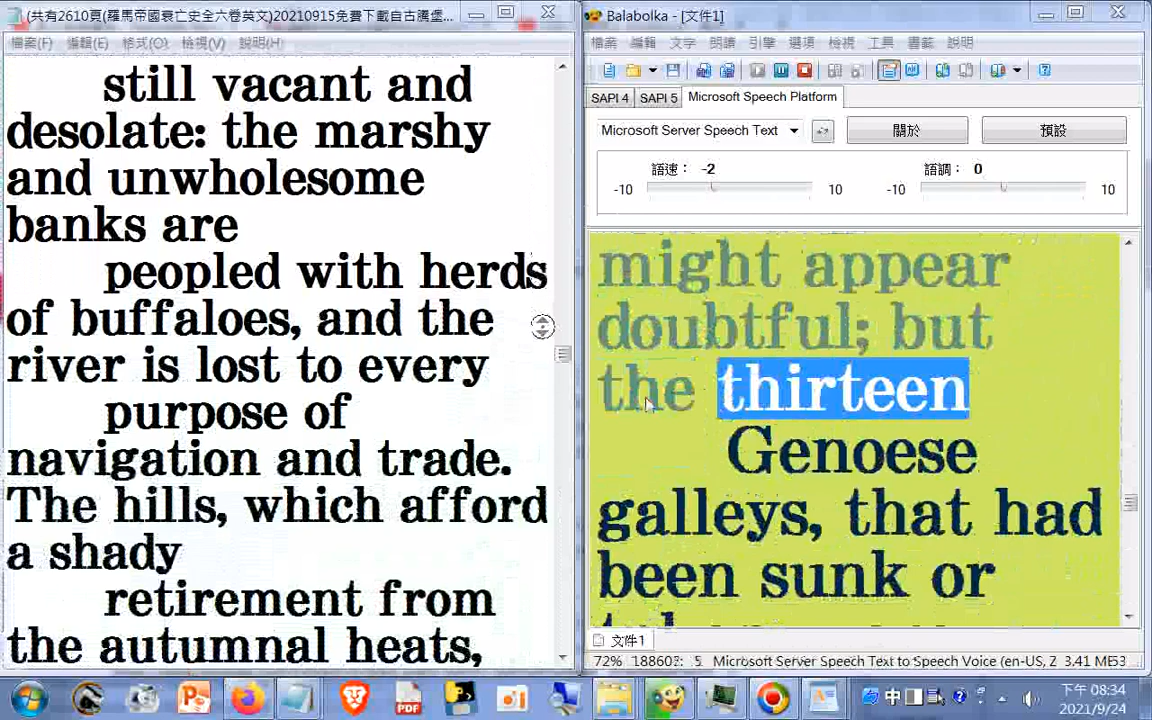 (共有2610頁(羅馬帝國衰亡史全六卷英文)20210915免費下載自古騰堡...
檔案(F) 編輯(E) 格式(O) 檢視(V) 說明(H)
still vacant and
desolate: the marshy
and unwholesome
banks are
peopled with herds
of buffaloes, and the
river is lost to every
purpose of
navigation and trade.
The hills, which afford
a shady
retirement from
the autumnal heats,
Balabolka - [文件1]
檔案 編輯 文字 朗讀 引擎 選項 檢視 工具 書籤 說明
SAPI 4 SAPI 5 Microsoft Speech Platform
Microsoft Server Speech Text 關於 預設
語速: -2 語調: 0
-10 10 -10 10
might appear
doubtful; but
the thirteen
Genoese
galleys, that had
been sunk or
文件1
72% Microsoft Server Speech Text to Speech Voice (en-US, Z 3.41 MB
中 下午 08:34
2021/9/24